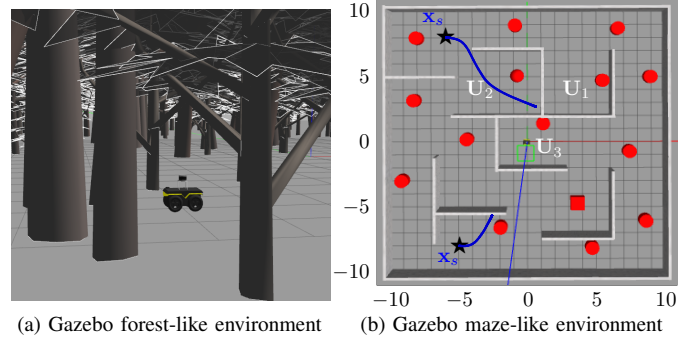 10
5
0
−5
−10
−10
−5
0
5
10
x_s
U_2
U_1
U_3
x_s
(a) Gazebo forest-like environment
(b) Gazebo maze-like environment